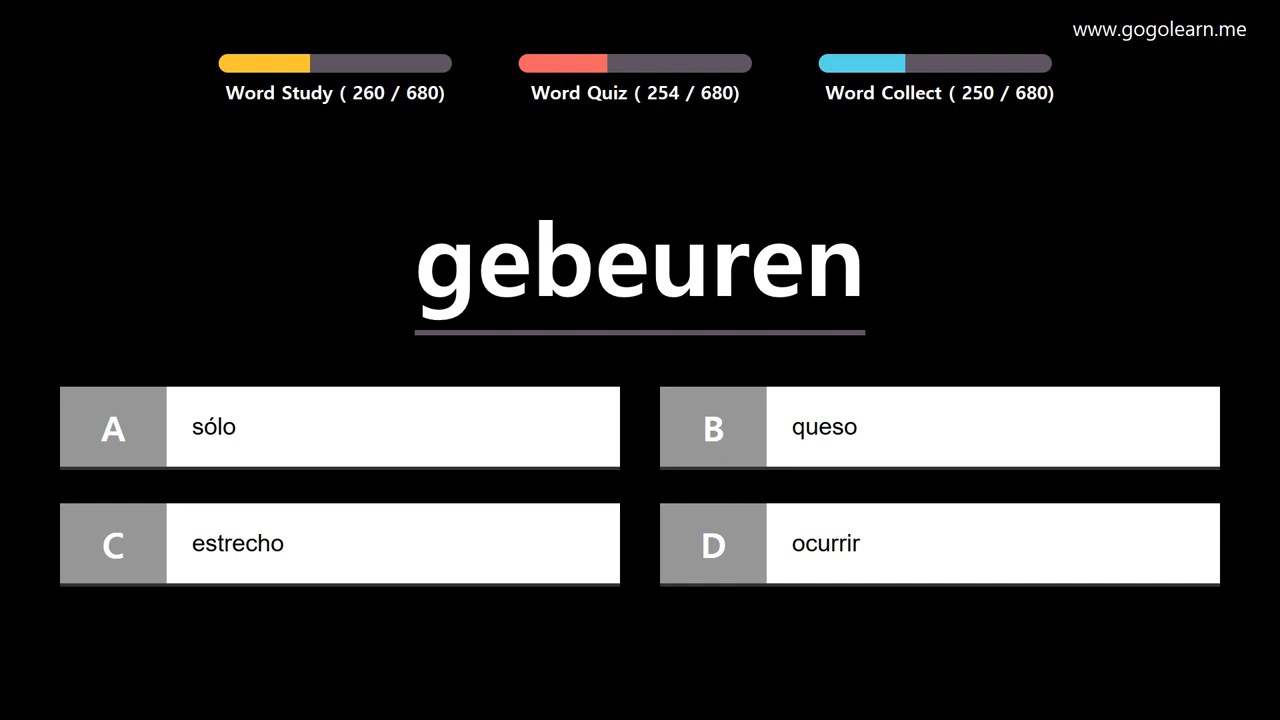 www.gogolearn.me
Word Study ( 260 / 680)
Word Quiz ( 254 / 680)
Word Collect ( 250 / 680)
gebeuren
A sólo
B queso
C estrecho
D ocurrir